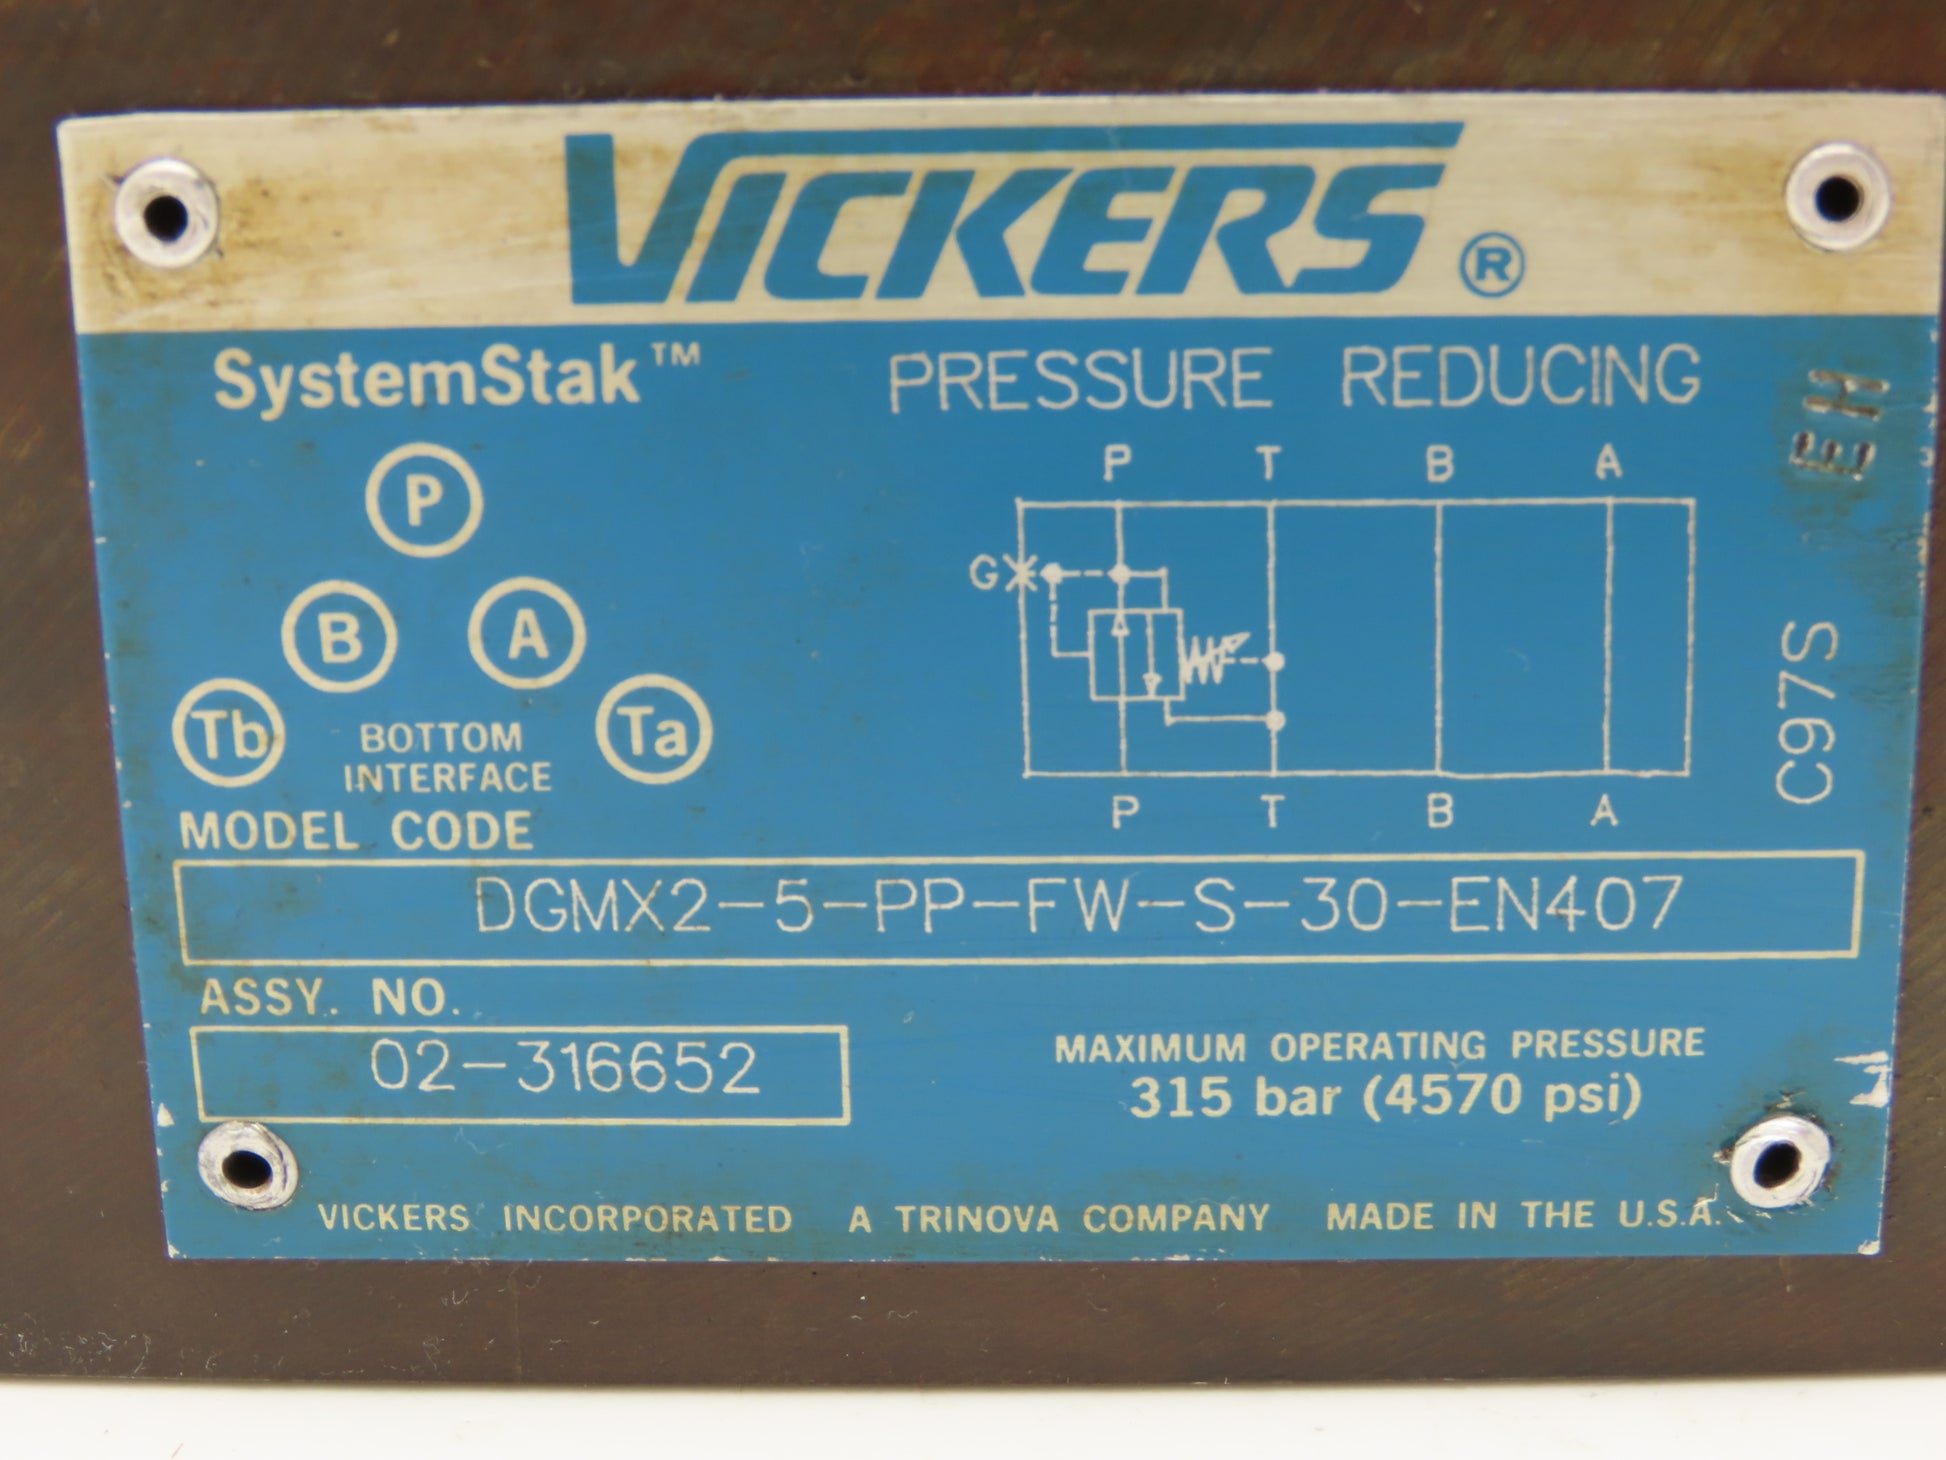 VICKERS®
SystemStak™ PRESSURE REDUCING
EH
P
B A
Tb Ta
BOTTOM
INTERFACE
P T B A
G
P T B A
C97S
MODEL CODE
DGMX2-5-PP-FW-S-30-EN407
ASSY. NO.
02-316652
MAXIMUM OPERATING PRESSURE
315 bar (4570 psi)
VICKERS INCORPORATED A TRINOVA COMPANY MADE IN THE U.S.A.